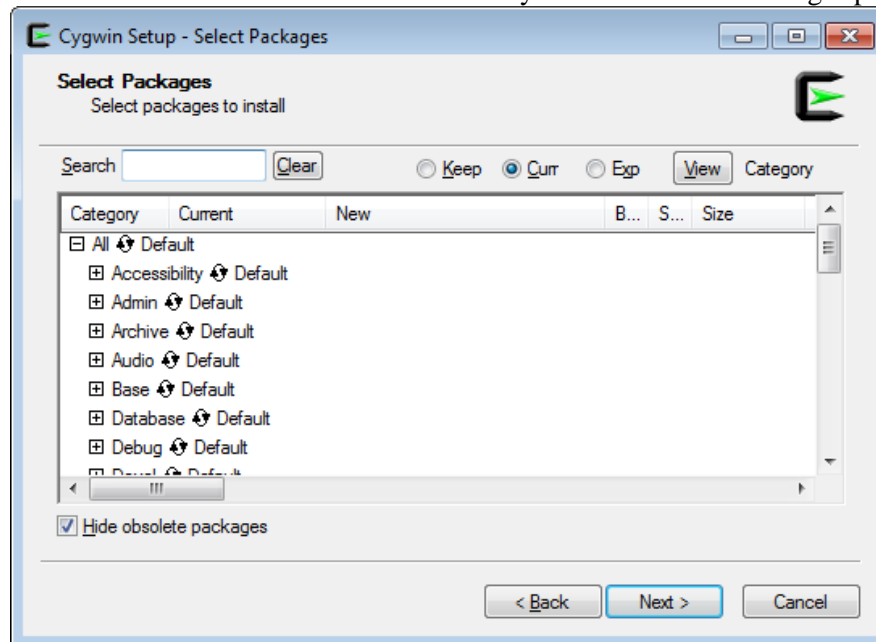 Cygwin Setup - Select Packages
Select Packages
Select packages to install
Search Clear Keep Curr Exp View Category
Category Current New B... S... Size
All Default
Accessibility Default
Admin Default
Archive Default
Audio Default
Base Default
Database Default
Debug Default
Hide obsolete packages
< Back Next > Cancel